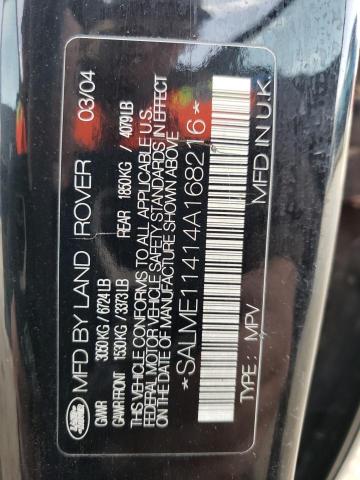 MFD BY LAND ROVER 03/04
GVWR 3050KG / 6724LB
GAWR FRONT 1530KG / 3373LB REAR 1850KG / 4079LB
THIS VEHICLE CONFORMS TO ALL APPLICABLE U.S.
FEDERAL MOTOR VEHICLE SAFETY STANDARDS IN EFFECT
ON THE DATE OF MANUFACTURE SHOWN ABOVE
*SALME11414A168216*
TYPE: MPV MADE IN U.K